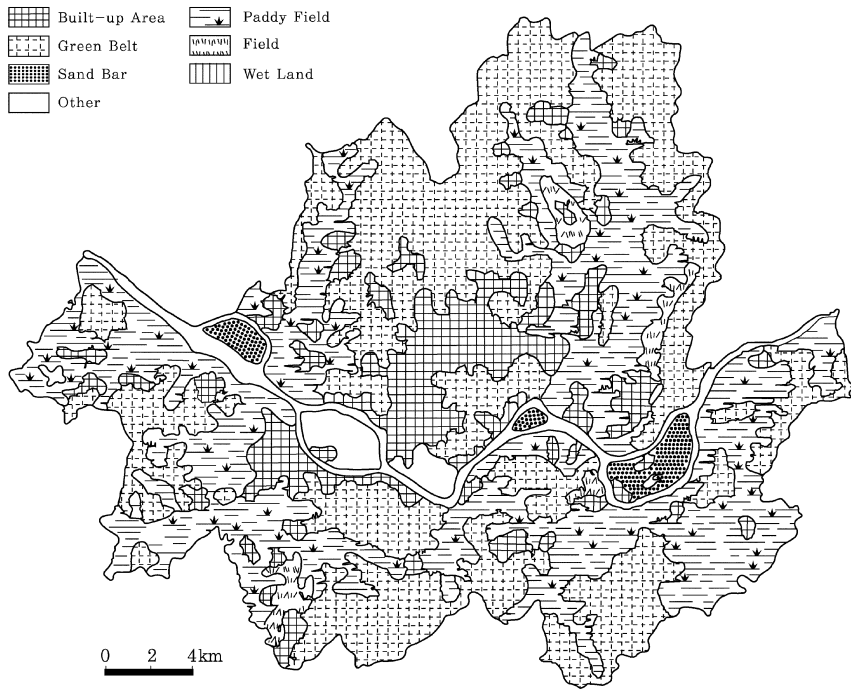 Built-up Area
Paddy Field
Green Belt
Field
Sand Bar
Wet Land
Other
0 2 4km